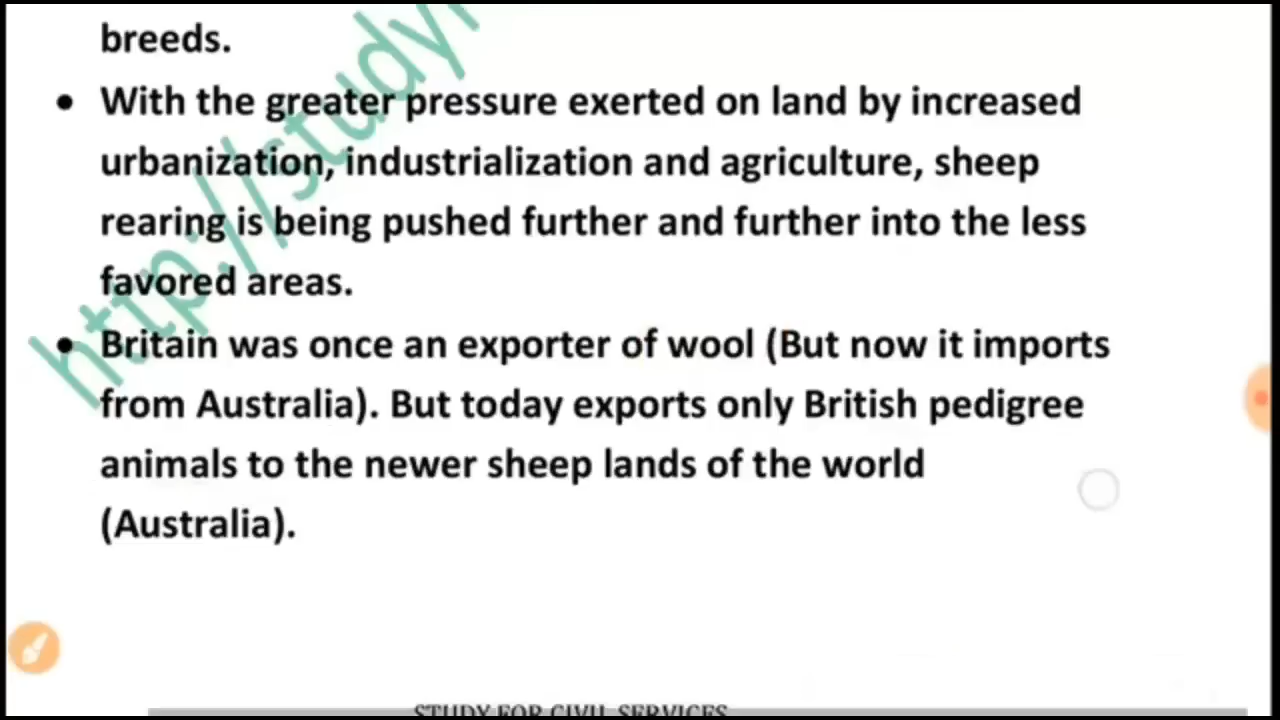 breeds.
• With the greater pressure exerted on land by increased
urbanization, industrialization and agriculture, sheep
rearing is being pushed further and further into the less
favored areas.
• Britain was once an exporter of wool (But now it imports
from Australia). But today exports only British pedigree
animals to the newer sheep lands of the world
(Australia).
http://study
STUDY FOR CIVIL SERVICES